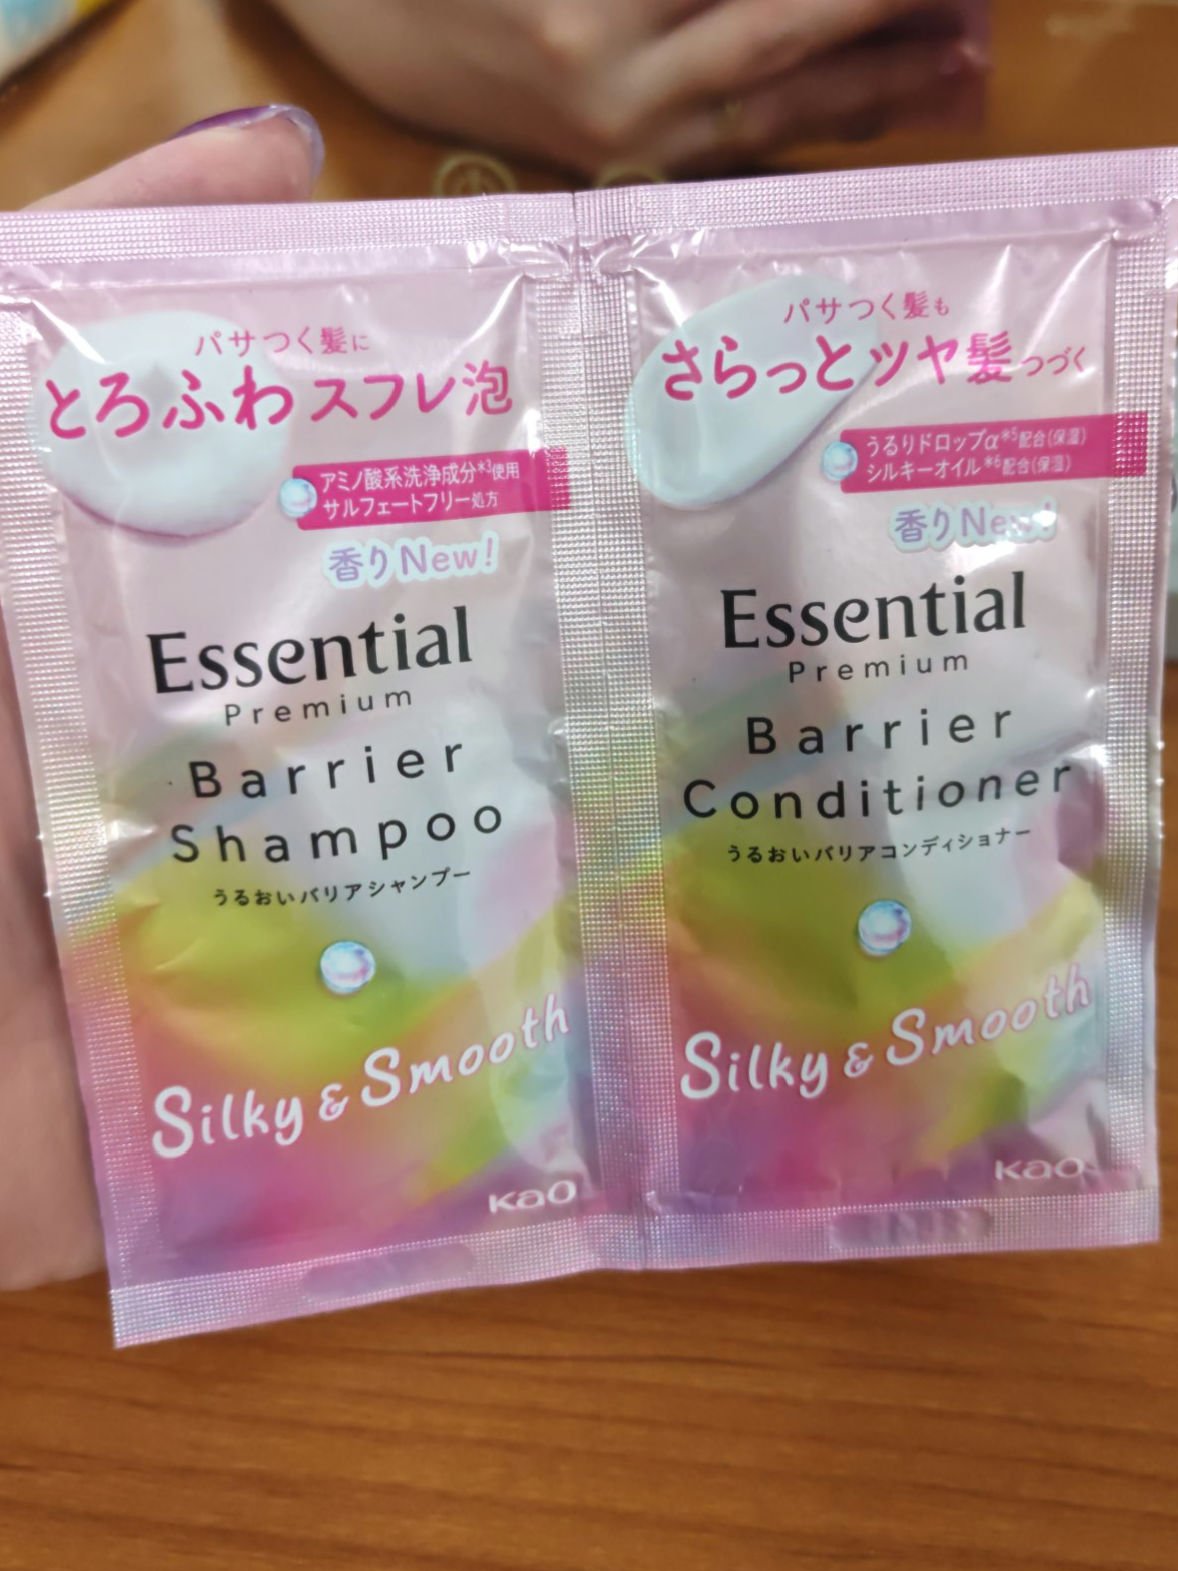 パサつく髪に
とろふわスフレ泡
アミノ酸系洗浄成分*3使用
サルフェートフリー処方
香りNew!
Essential
Premium
Barrier
Shampoo
うるおいバリアシャンプー
Silky & Smooth
Kao
パサつく髪も
さらっとツヤ髪つづく
うるりドロップα*5配合(保湿)
シルキーオイル*6配合(保湿)
香りNew!
Essential
Premium
Barrier
Conditioner
うるおいバリアコンディショナー
Silky & Smooth
Kao